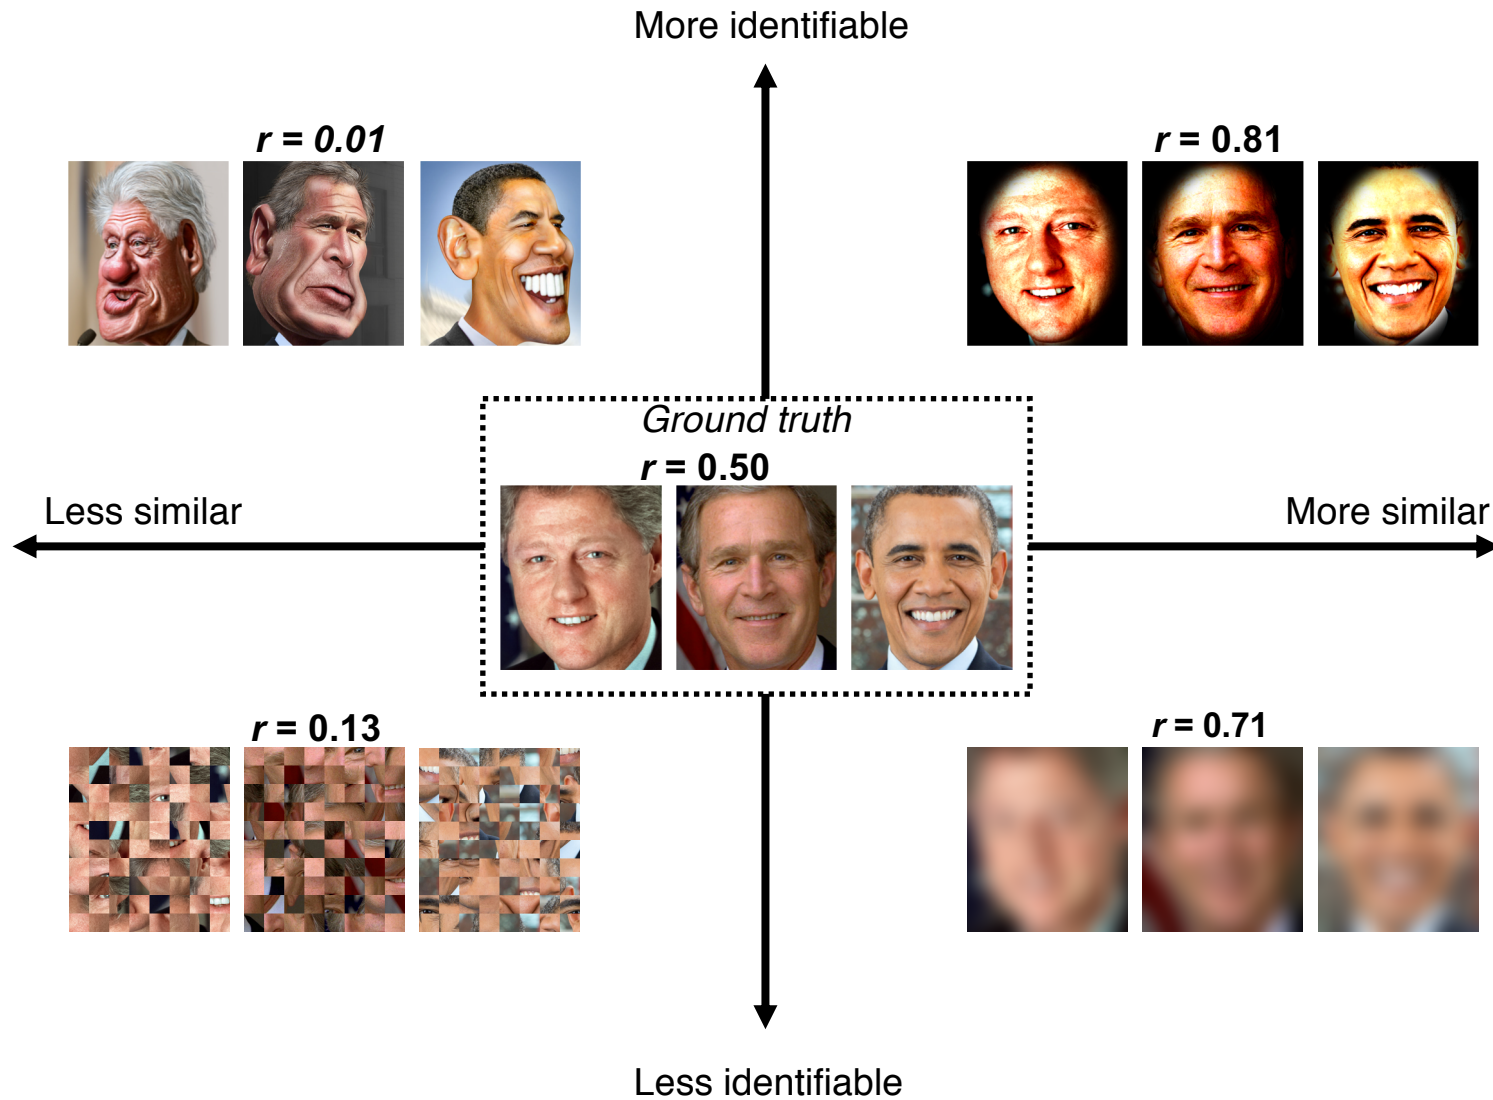 More identifiable
r = 0.01
r = 0.81
Ground truth
r = 0.50
Less similar
More similar
r = 0.13
r = 0.71
Less identifiable